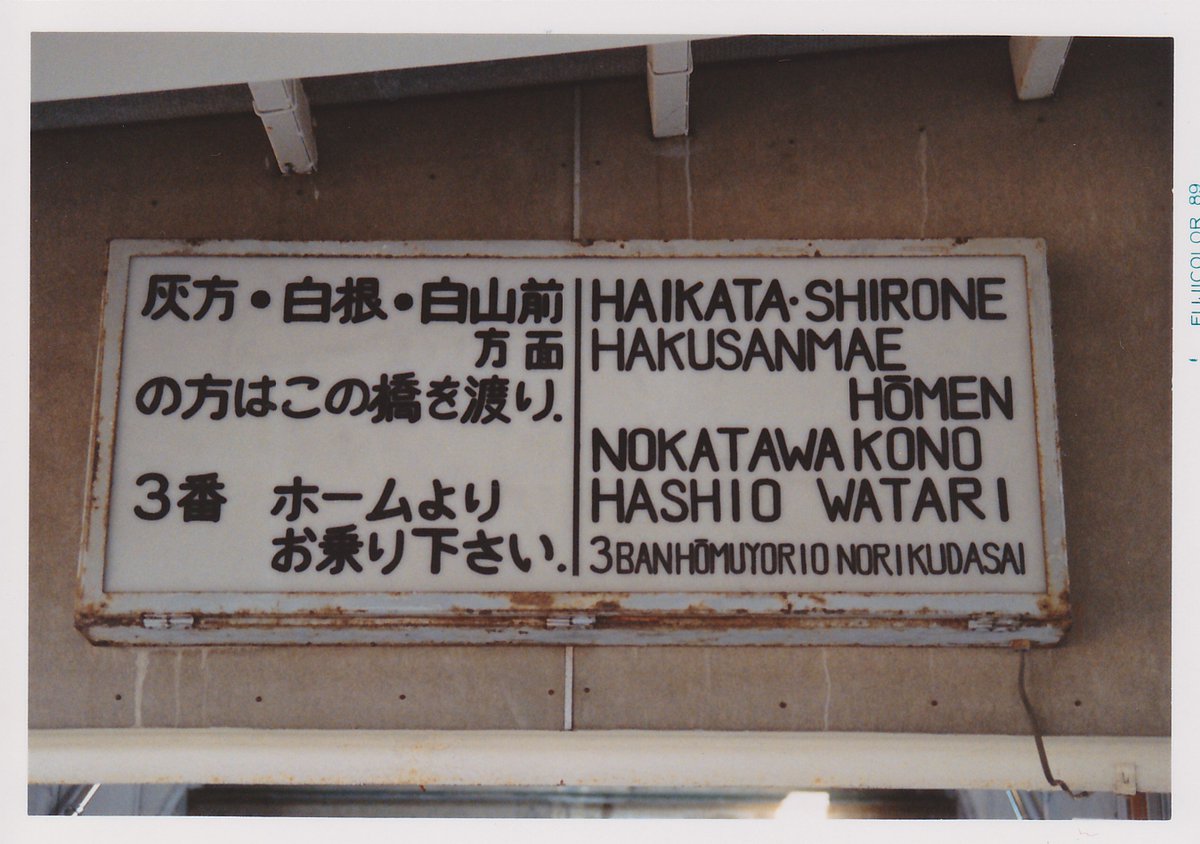 灰方・白根・白山前
方面
の方はこの橋を渡り.
3番　ホームより
お乗り下さい.
HAIKATA・SHIRONE
HAKUSANMAE
HŌMEN
NOKATAWA KONO
HASHIO WATARI
3BANHŌMUYORIO NORIKUDASAI
FUJICOLOR 89